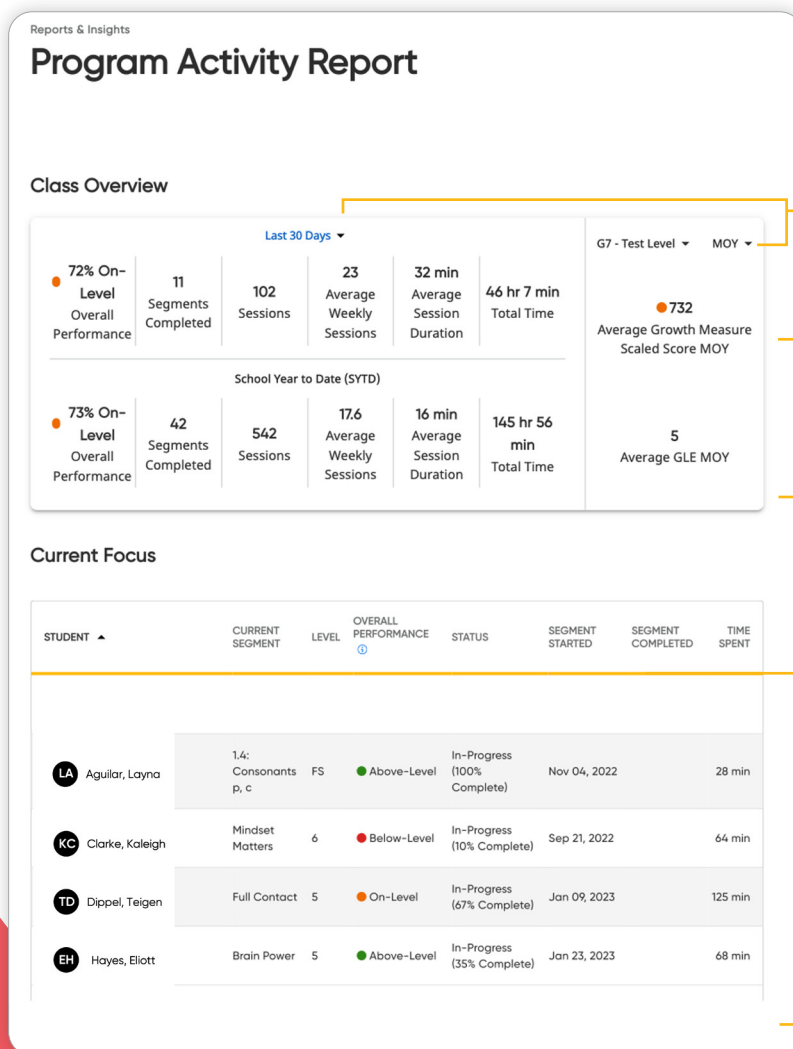 Reports & Insights
Program Activity Report
Class Overview
Last 30 Days
72% On-
Level
Overall
Performance
11
Segments
Completed
102
Sessions
23
Average
Weekly
Sessions
32 min
Average
Session
Duration
46 hr 7 min
Total Time
School Year to Date (SYTD)
73% On-
Level
Overall
Performance
42
Segments
Completed
542
Sessions
17.6
Average
Weekly
Sessions
16 min
Average
Session
Duration
145 hr 56
min
Total Time
G7 - Test Level MOY
732
Average Growth Measure
Scaled Score MOY
5
Average GLE MOY
Current Focus
STUDENT
CURRENT
SEGMENT
LEVEL
OVERALL
PERFORMANCE
STATUS
SEGMENT
STARTED
SEGMENT
COMPLETED
TIME
SPENT
LA Aguilar, Layna
1.4:
Consonants
p, c
FS
Above-Level
In-Progress
(100%
Complete)
Nov 04, 2022
28 min
KC Clarke, Kaleigh
Mindset
Matters
6
Below-Level
In-Progress
(10% Complete)
Sep 21, 2022
64 min
TD Dippel, Teigen
Full Contact
5
On-Level
In-Progress
(67% Complete)
Jan 09, 2023
125 min
EH Hayes, Eliott
Brain Power
5
Above-Level
In-Progress
(35% Complete)
Jan 23, 2023
68 min